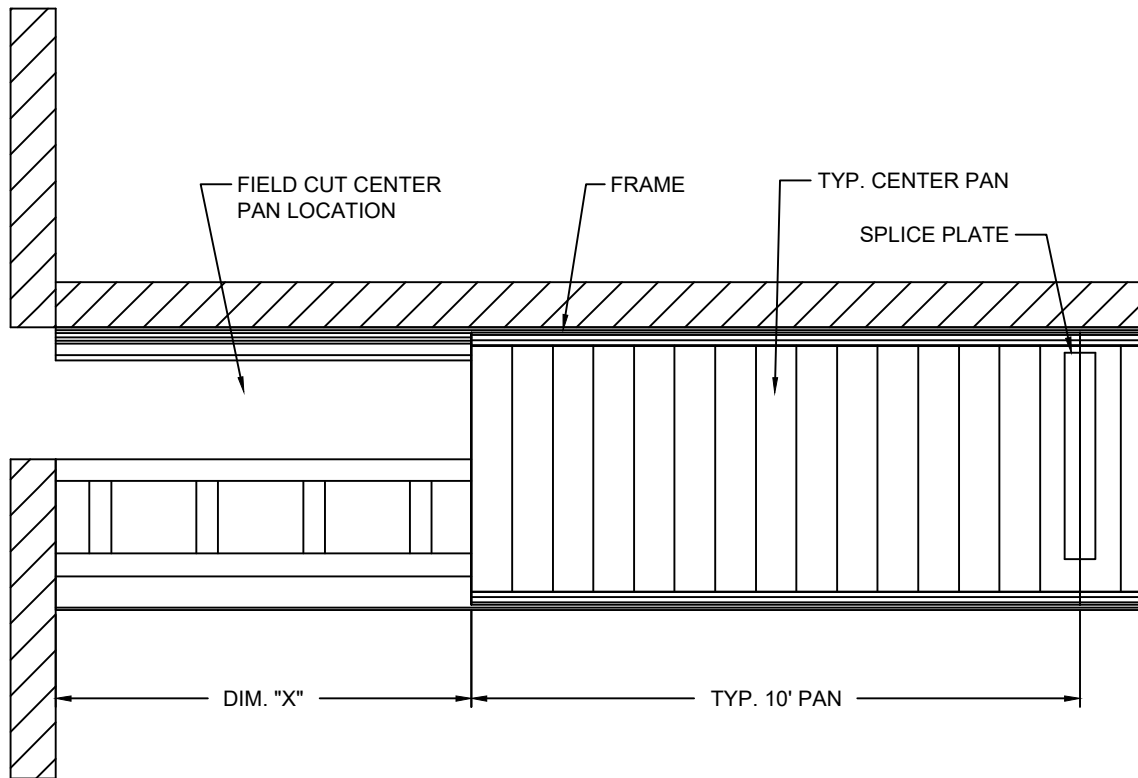 FIELD CUT CENTER
PAN LOCATION
FRAME
TYP. CENTER PAN
SPLICE PLATE
DIM. "X"
TYP. 10' PAN